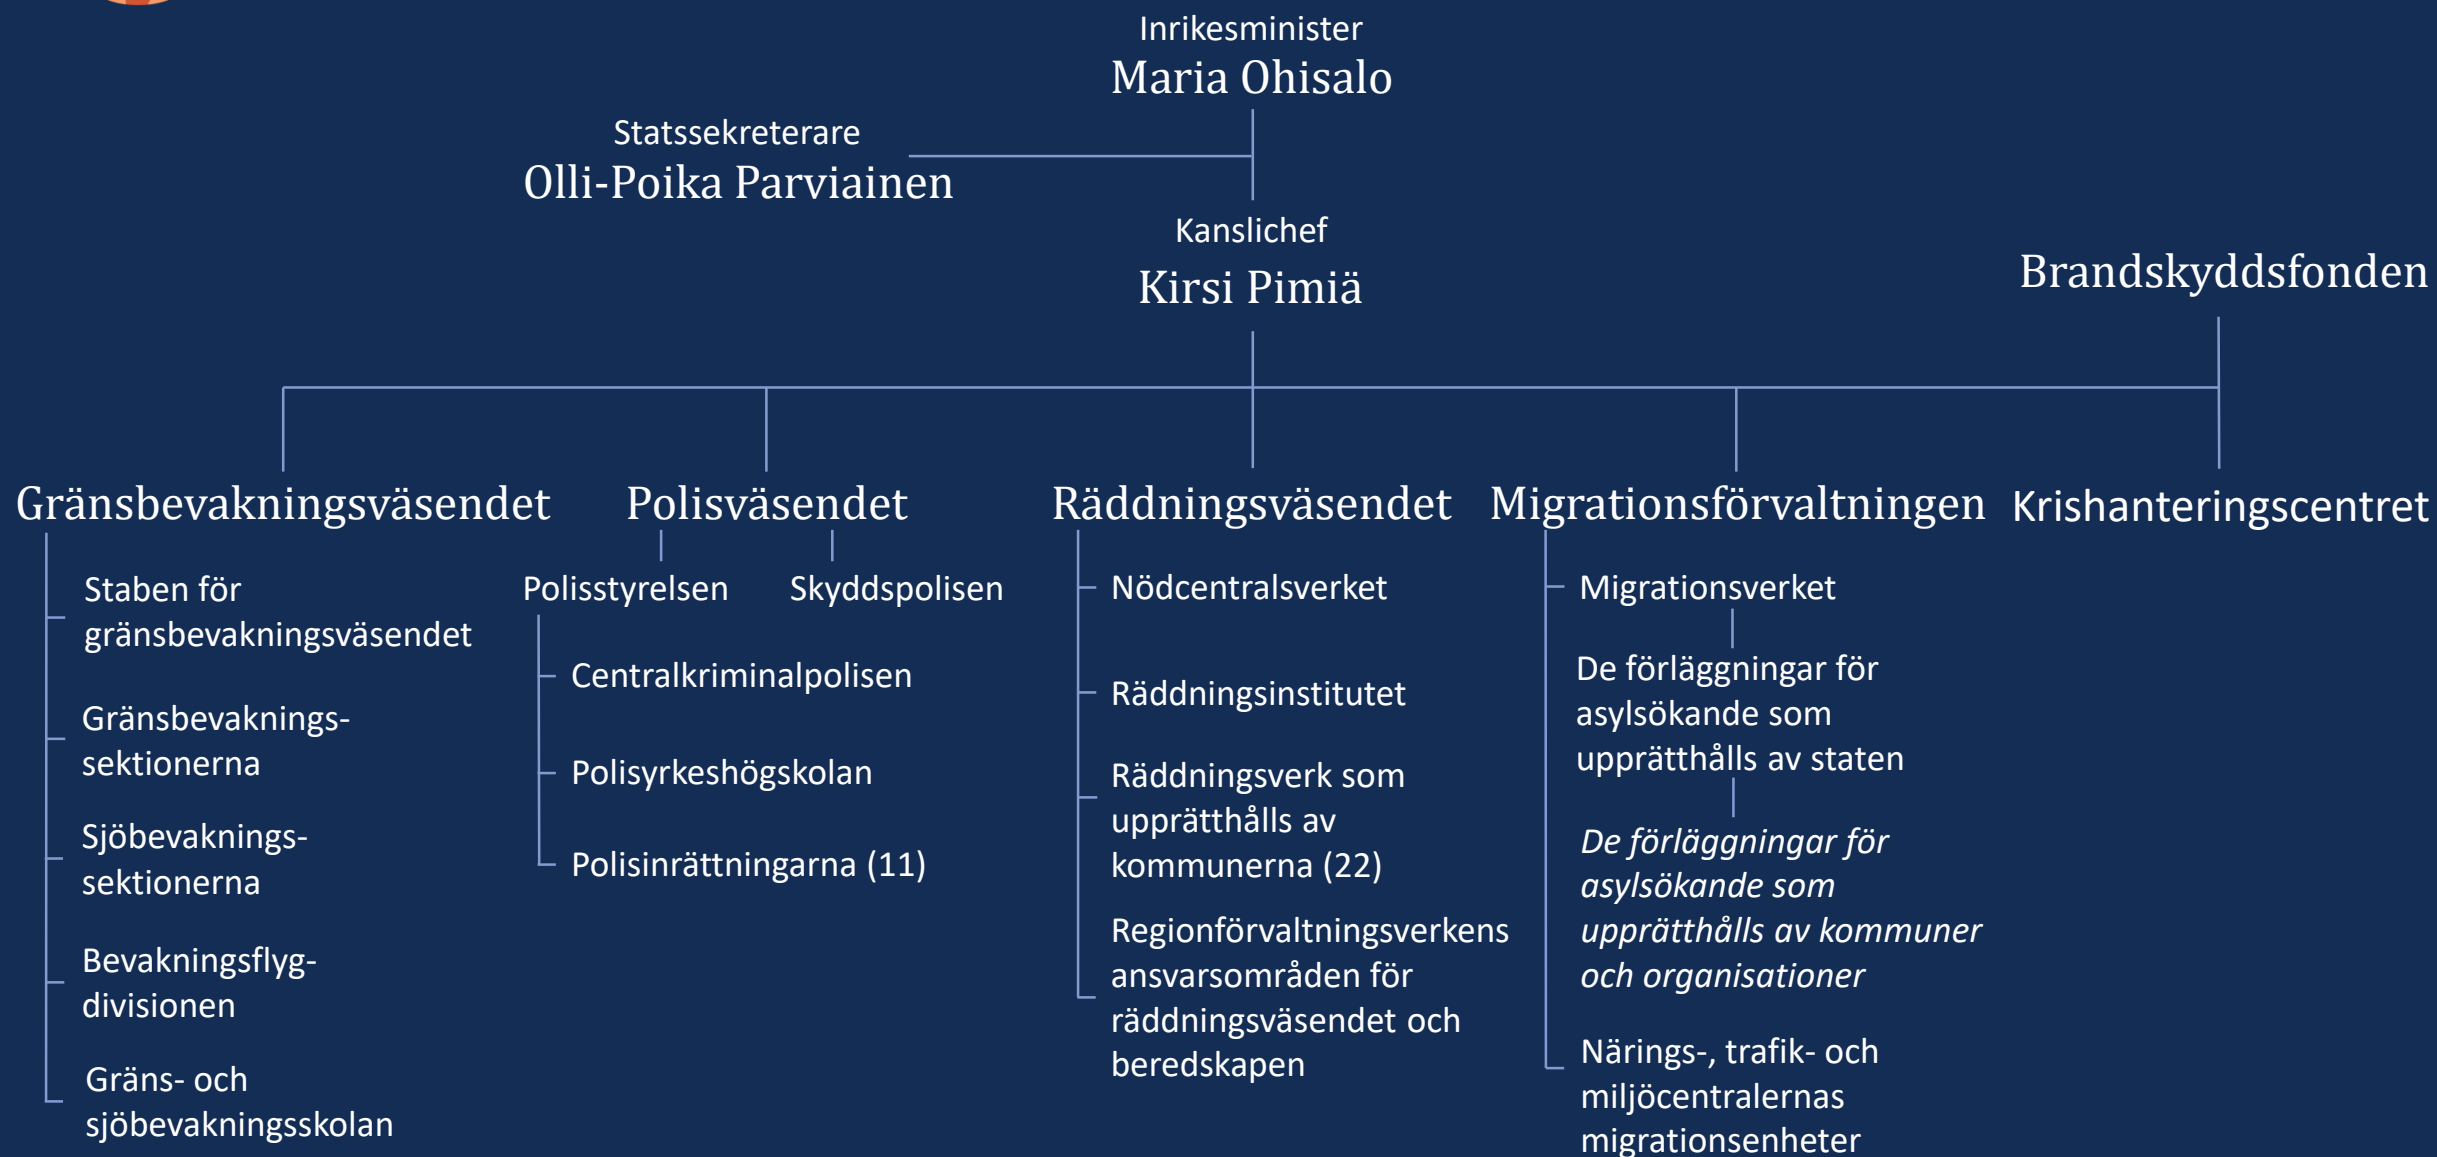 Inrikesminister
Maria Ohisalo
Statssekreterare
Olli-Poika Parviainen
Kanslichef
Kirsi Pimiä
Brandskyddsfonden
Gränsbevakningsväsendet
Staben för
gränsbevakningsväsendet
Gränsbevaknings-
sektionerna
Sjöbevaknings-
sektionerna
Bevakningsflyg-
divisionen
Gräns- och
sjöbevakningsskolan
Polisväsendet
Polisstyrelsen
Skyddspolisen
Centralkriminalpolisen
Polisyrkeshögskolan
Polisinrättningarna (11)
Räddningsväsendet
Nödcentralsverket
Räddningsinstitutet
Räddningsverk som
upprätthålls av
kommunerna (22)
Regionförvaltningsverkens
ansvarsområden för
räddningsväsendet och
beredskapen
Migrationsförvaltningen
Migrationsverket
De förläggningar för
asylsökande som
upprätthålls av staten
De förläggningar för
asylsökande som
upprätthålls av kommuner
och organisationer
Närings-, trafik- och
miljöcentralernas
migrationsenheter
Krishanteringscentret